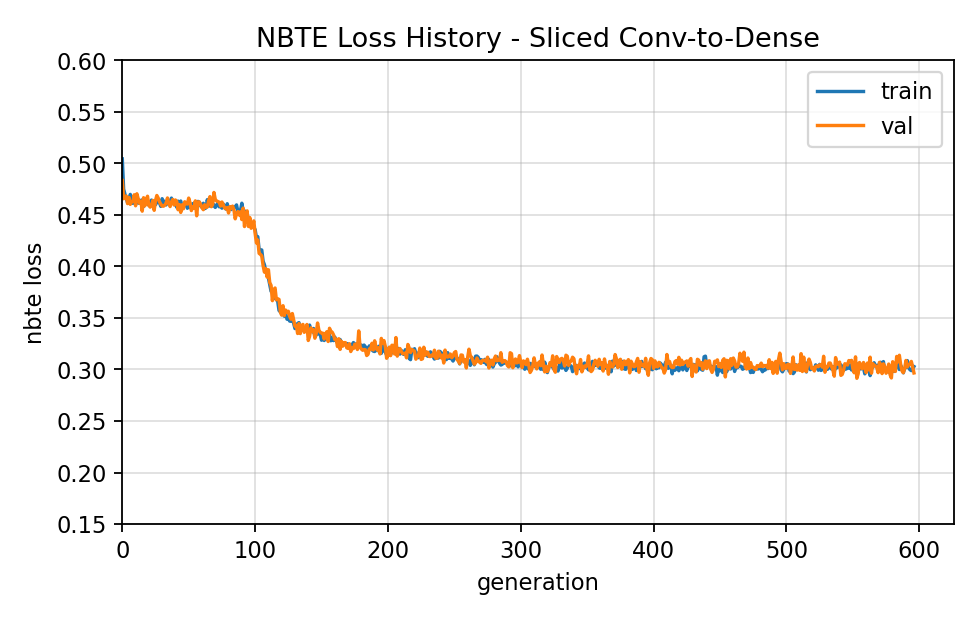 NBTE Loss History - Sliced Conv-to-Dense
0.60
0.55
0.50
0.45
0.40
0.35
0.30
0.25
0.20
0.15
nbte loss
train
val
0 100 200 300 400 500 600
generation